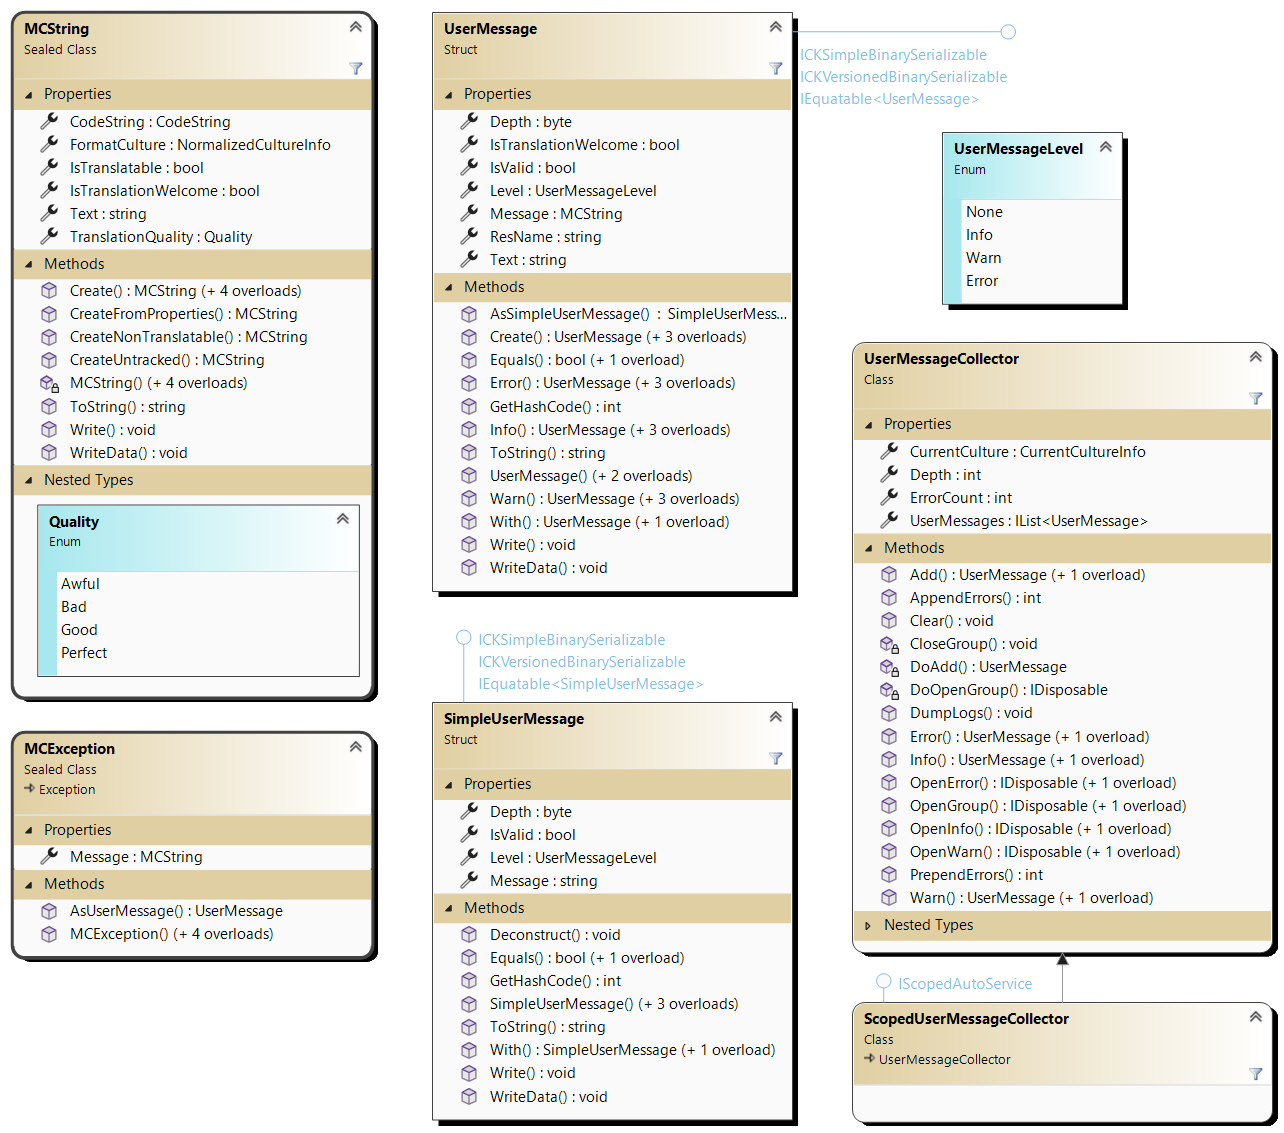 MCString
Sealed Class
Properties
CodeString : CodeString
FormatCulture : NormalizedCultureInfo
IsTranslatable : bool
IsTranslationWelcome : bool
Text : string
TranslationQuality : Quality
Methods
Create() : MCString (+ 4 overloads)
CreateFromProperties() : MCString
CreateNonTranslatable() : MCString
CreateUntracked() : MCString
MCString() (+ 4 overloads)
ToString() : string
Write() : void
WriteData() : void
Nested Types
Quality
Enum
Awful
Bad
Good
Perfect
MCException
Sealed Class
Exception
Properties
Message : MCString
Methods
AsUserMessage() : UserMessage
MCException() (+ 4 overloads)
UserMessage
Struct
Properties
Depth : byte
IsTranslationWelcome : bool
IsValid : bool
Level : UserMessageLevel
Message : MCString
ResName : string
Text : string
Methods
AsSimpleUserMessage() : SimpleUserMess...
Create() : UserMessage (+ 3 overloads)
Equals() : bool (+ 1 overload)
Error() : UserMessage (+ 3 overloads)
GetHashCode() : int
Info() : UserMessage (+ 3 overloads)
ToString() : string
UserMessage() (+ 2 overloads)
Warn() : UserMessage (+ 3 overloads)
With() : UserMessage (+ 1 overload)
Write() : void
WriteData() : void
ICKSimpleBinarySerializable
ICKVersionedBinarySerializable
IEquatable<SimpleUserMessage>
SimpleUserMessage
Struct
Properties
Depth : byte
IsValid : bool
Level : UserMessageLevel
Message : string
Methods
Deconstruct() : void
Equals() : bool (+ 1 overload)
GetHashCode() : int
SimpleUserMessage() (+ 3 overloads)
ToString() : string
With() : SimpleUserMessage (+ 1 overload)
Write() : void
WriteData() : void
ICKSimpleBinarySerializable
ICKVersionedBinarySerializable
IEquatable<UserMessage>
UserMessageLevel
Enum
None
Info
Warn
Error
UserMessageCollector
Class
Properties
CurrentCulture : CurrentCultureInfo
Depth : int
ErrorCount : int
UserMessages : IList<UserMessage>
Methods
Add() : UserMessage (+ 1 overload)
AppendErrors() : int
Clear() : void
CloseGroup() : void
DoAdd() : UserMessage
DoOpenGroup() : IDisposable
DumpLogs() : void
Error() : UserMessage (+ 1 overload)
Info() : UserMessage (+ 1 overload)
OpenError() : IDisposable (+ 1 overload)
OpenGroup() : IDisposable (+ 1 overload)
OpenInfo() : IDisposable (+ 1 overload)
OpenWarn() : IDisposable (+ 1 overload)
PrependErrors() : int
Warn() : UserMessage (+ 1 overload)
Nested Types
IScopedAutoService
ScopedUserMessageCollector
Class
UserMessageCollector